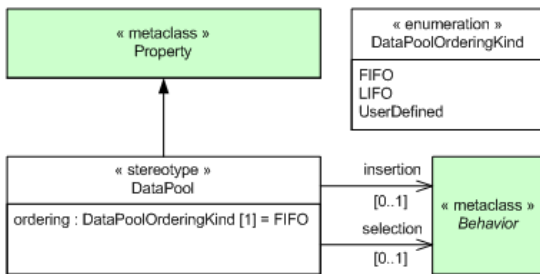 « metaclass »
Property
« enumeration »
DataPoolOrderingKind
FIFO
LIFO
UserDefined
« stereotype »
DataPool
ordering : DataPoolOrderingKind [1] = FIFO
insertion
[0..1]
selection
[0..1]
« metaclass »
Behavior